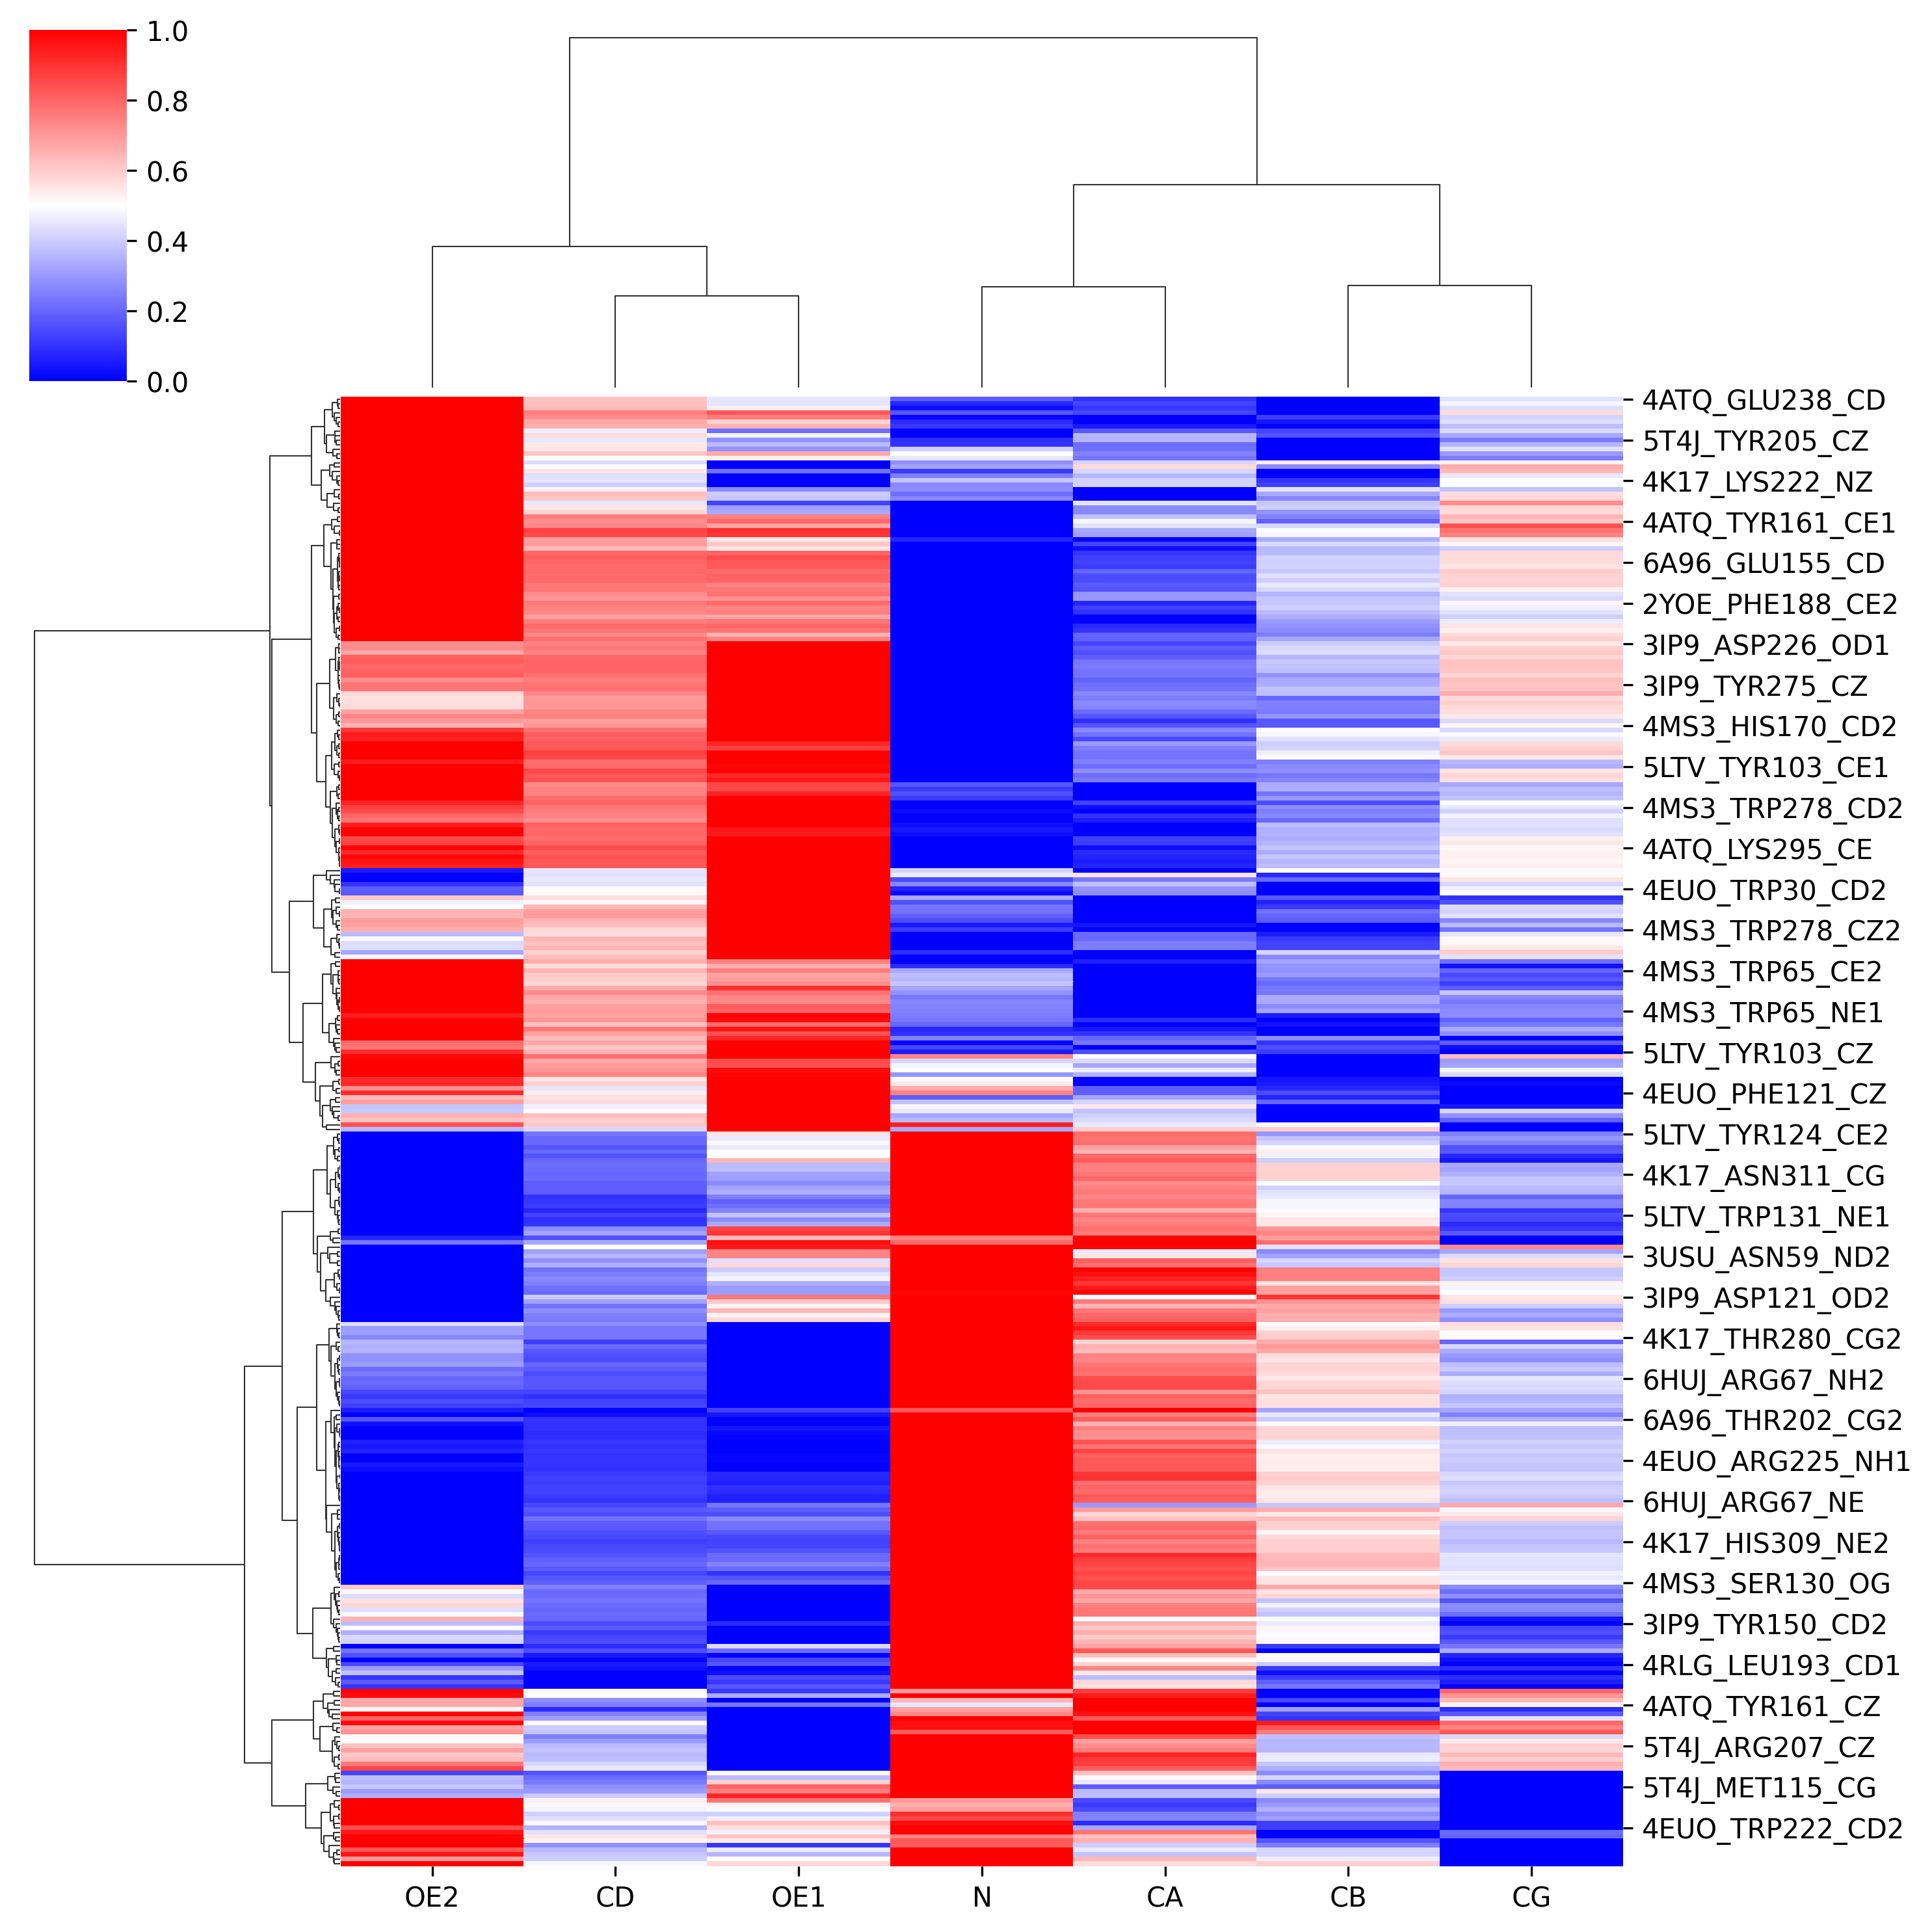 1.0
0.8
0.6
0.4
0.2
0.0
4ATQ_GLU238_CD
5T4J_TYR205_CZ
4K17_LYS222_NZ
4ATQ_TYR161_CE1
6A96_GLU155_CD
2YOE_PHE188_CE2
3IP9_ASP226_OD1
3IP9_TYR275_CZ
4MS3_HIS170_CD2
5LTV_TYR103_CE1
4MS3_TRP278_CD2
4ATQ_LYS295_CE
4EUO_TRP30_CD2
4MS3_TRP278_CZ2
4MS3_TRP65_CE2
4MS3_TRP65_NE1
5LTV_TYR103_CZ
4EUO_PHE121_CZ
5LTV_TYR124_CE2
4K17_ASN311_CG
5LTV_TRP131_NE1
3USU_ASN59_ND2
3IP9_ASP121_OD2
4K17_THR280_CG2
6HUJ_ARG67_NH2
6A96_THR202_CG2
4EUO_ARG225_NH1
6HUJ_ARG67_NE
4K17_HIS309_NE2
4MS3_SER130_OG
3IP9_TYR150_CD2
4RLG_LEU193_CD1
4ATQ_TYR161_CZ
5T4J_ARG207_CZ
5T4J_MET115_CG
4EUO_TRP222_CD2
OE2 CD OE1 N CA CB CG